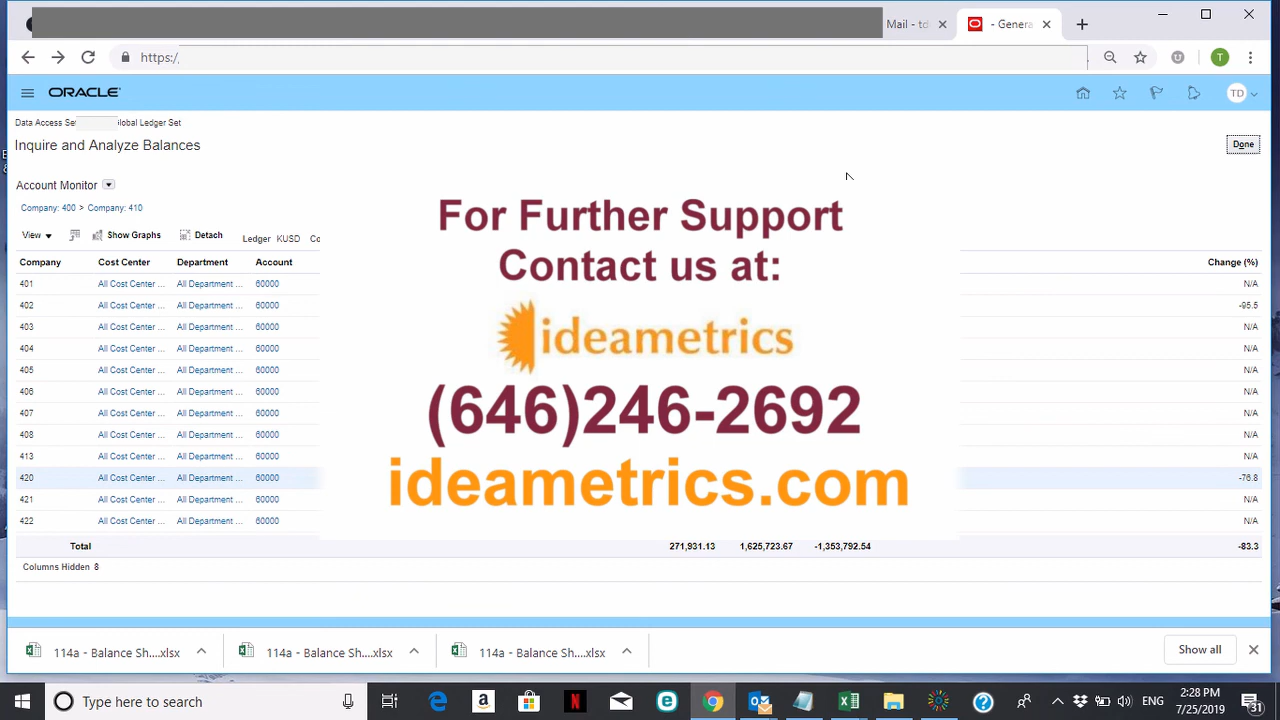 Mail - td
- Genera
https:/
ORACLE
TD
Data Access Set
Global Ledger Set
Inquire and Analyze Balances
Done
Account Monitor
Company: 400 > Company: 410
View Show Graphs Detach Ledger KUSD Co
Company Cost Center Department Account Change (%)
401 All Cost Center ... All Department ... 60000 N/A
402 All Cost Center ... All Department ... 60000 -95.5
403 All Cost Center ... All Department ... 60000 N/A
404 All Cost Center ... All Department ... 60000 N/A
405 All Cost Center ... All Department ... 60000 N/A
406 All Cost Center ... All Department ... 60000 N/A
407 All Cost Center ... All Department ... 60000 N/A
408 All Cost Center ... All Department ... 60000 N/A
413 All Cost Center ... All Department ... 60000 N/A
420 All Cost Center ... All Department ... 60000 -76.8
421 All Cost Center ... All Department ... 60000 N/A
422 All Cost Center ... All Department ... 60000 N/A
Total 271,931.13 1,625,723.67 -1,353,792.54 -83.3
Columns Hidden 8
For Further Support
Contact us at:
ideametrics
(646)246-2692
ideametrics.com
114a - Balance Sh....xlsx
114a - Balance Sh....xlsx
114a - Balance Sh....xlsx
Show all
Type here to search
ENG
2:28 PM
7/25/2019
31